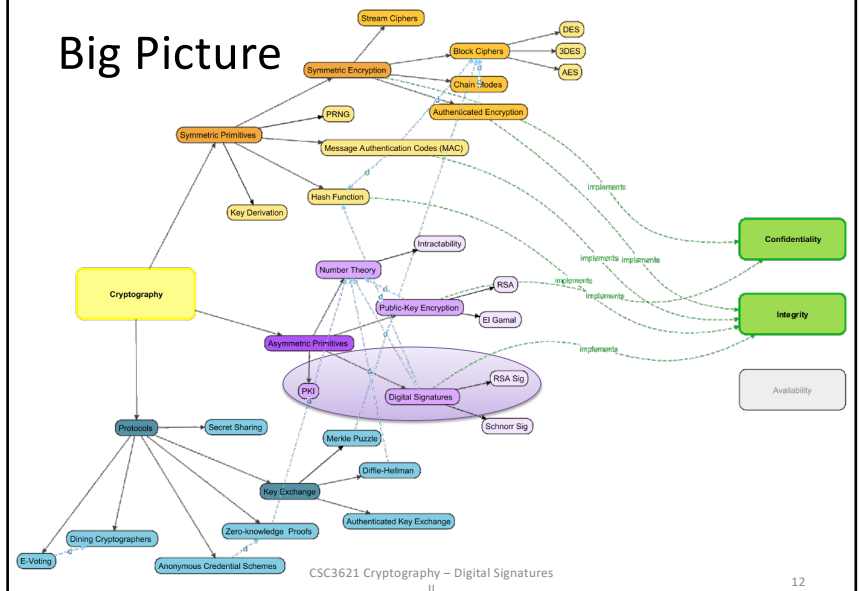 Big Picture
Stream Ciphers
DES
Block Ciphers
3DES
Symmetric Encryption
AES
d
Chain Modes
d
Authenticated Encryption
PRNG
Symmetric Primitives
Message Authentication Codes (MAC)
d
implements
Hash Function
Key Derivation
Confidentiality
Intractability
implements
implements
Number Theory
implements
RSA
Cryptography
d
implements
Public-Key Encryption
d
Integrity
El Gamal
d
Asymmetric Primitives
implements
d
RSA Sig
PKI
Digital Signatures
Availability
d
Schnorr Sig
Protocols
Secret Sharing
Merkle Puzzle
Diffie-Hellman
Key Exchange
Authenticated Key Exchange
Zero-knowledge Proofs
Dining Cryptographers
d
d
E-Voting
Anonymous Credential Schemes
CSC3621 Cryptography – Digital Signatures
II
12